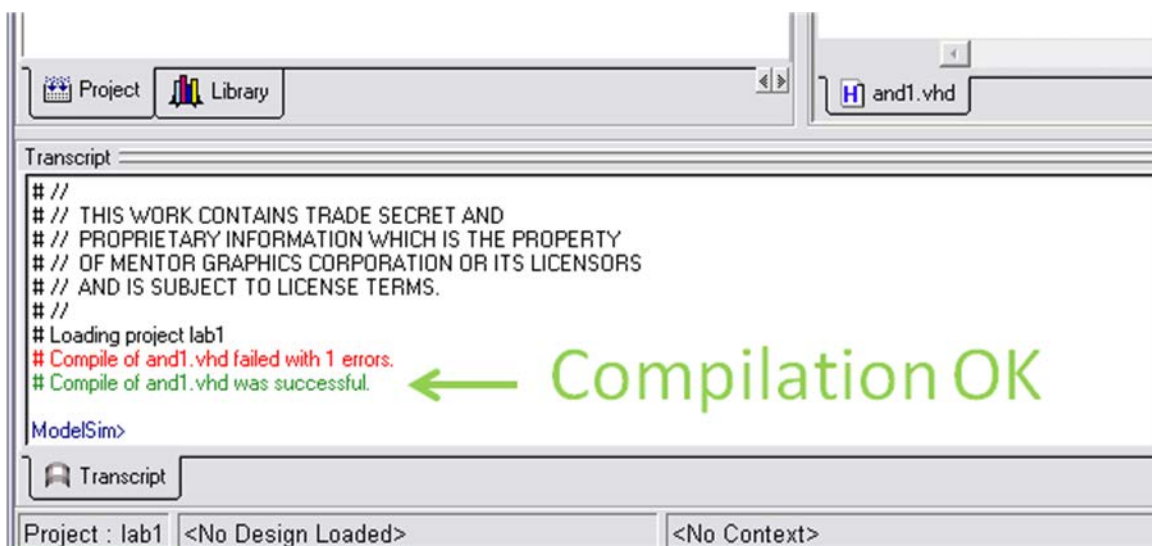 Project Library
H and1.vhd
Transcript
# //
# // THIS WORK CONTAINS TRADE SECRET AND
# // PROPRIETARY INFORMATION WHICH IS THE PROPERTY
# // OF MENTOR GRAPHICS CORPORATION OR ITS LICENSORS
# // AND IS SUBJECT TO LICENSE TERMS.
# //
# Loading project lab1
# Compile of and1.vhd failed with 1 errors.
# Compile of and1.vhd was successful.
Compilation OK
ModelSim>
Transcript
Project : lab1 <No Design Loaded> <No Context>